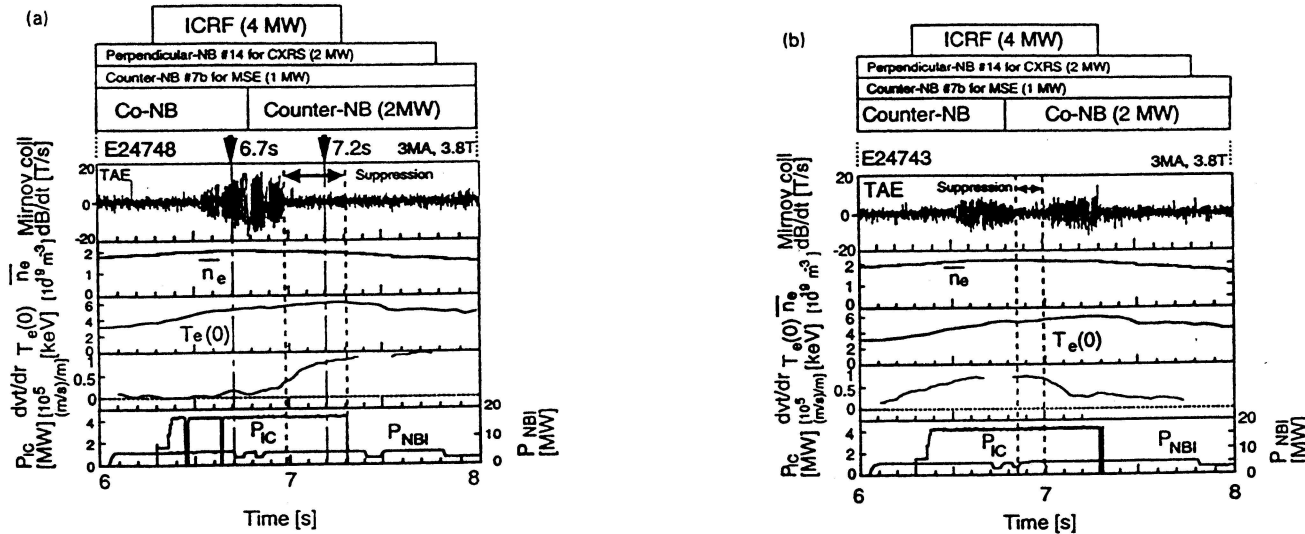 (a)
ICRF (4 MW)
Perpendicular-NB #14 for CXRS (2 MW)
Counter-NB #7b for MSE (1 MW)
Co-NB
Counter-NB (2MW)
E24748
6.7s
7.2s
3MA, 3.8T
Mirnov coil
dB/dt [T/s]
20
0
-20
TAE
Suppression
n̅e
[10^19 m^-3]
2
1
0
n̅e
Te(0)
[keV]
6
4
2
0
Te(0)
dvt/dr
[10^5
(m/s)/m]
0.5
0
PIC
[MW]
4
2
0
PIC
PNBI
20
10
0
PNBI
[MW]
6
7
8
Time [s]
(b)
ICRF (4 MW)
Perpendicular-NB #14 for CXRS (2 MW)
Counter-NB #7b for MSE (1 MW)
Counter-NB
Co-NB (2 MW)
E24743
3MA, 3.8T
Mirnov coil
dB/dt [T/s]
20
0
-20
TAE
Suppression
n̅e
[10^19 m^-3]
2
1
0
n̅e
Te(0)
[keV]
6
4
2
0
Te(0)
dvt/dr
[10^5
(m/s)/m]
1
0.5
0
PIC
[MW]
4
2
0
PIC
PNBI
20
10
0
PNBI
[MW]
6
7
8
Time [s]